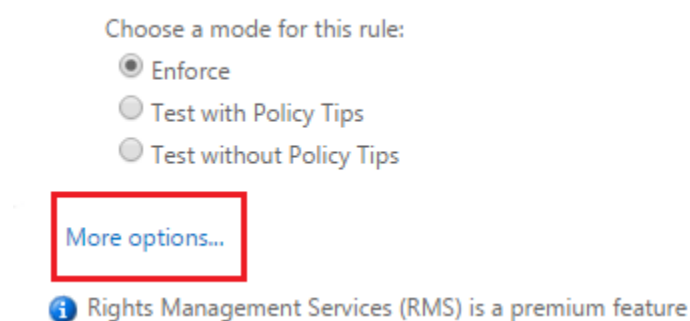 Choose a mode for this rule:
Enforce
Test with Policy Tips
Test without Policy Tips
More options...
Rights Management Services (RMS) is a premium feature